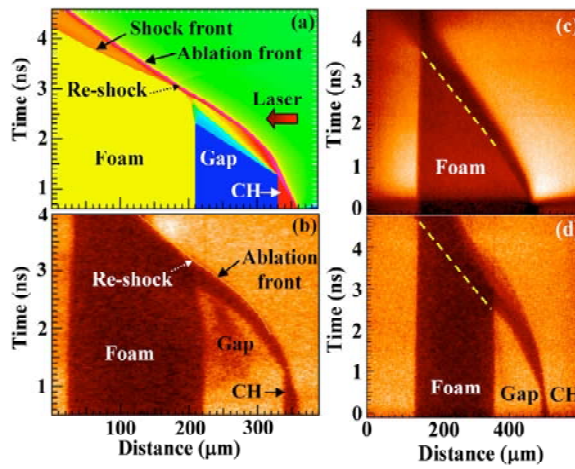 (a)
Shock front
Ablation front
Re-shock
Laser
Foam
Gap
CH
Time (ns)
4
3
2
1
(c)
Foam
Time (ns)
4
3
2
1
0
(b)
Ablation
front
Re-shock
Gap
Foam
CH
Time (ns)
4
3
2
1
0 100 200 300
Distance (μm)
(d)
Foam
Gap
CH
Time (ns)
4
3
2
1
0
0 200 400
Distance (μm)